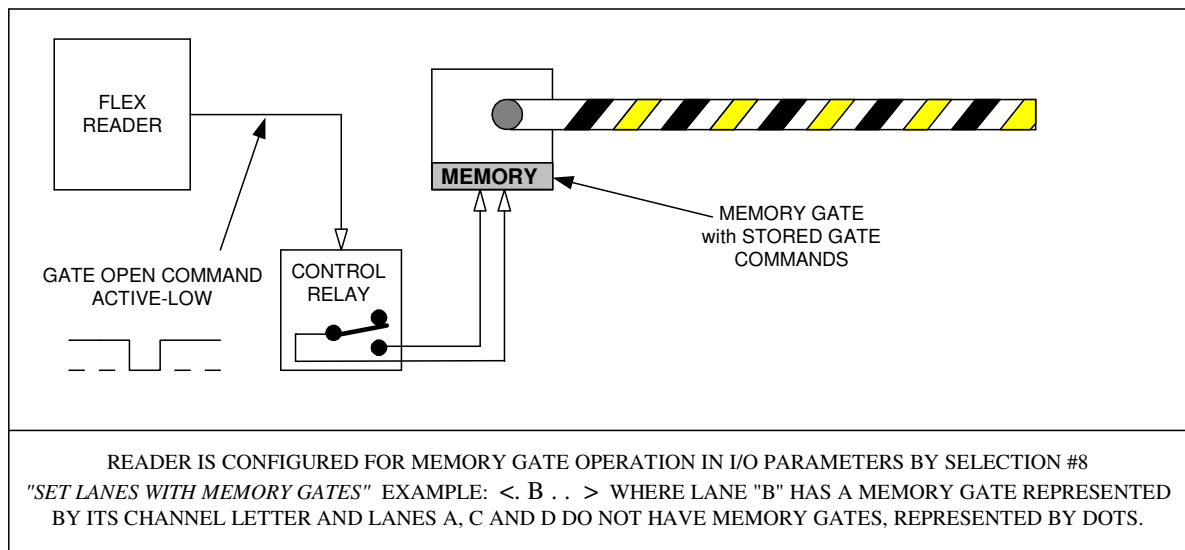 FLEX
READER
MEMORY
MEMORY GATE
with STORED GATE
COMMANDS
GATE OPEN COMMAND
ACTIVE-LOW
CONTROL
RELAY
READER IS CONFIGURED FOR MEMORY GATE OPERATION IN I/O PARAMETERS BY SELECTION #8
"SET LANES WITH MEMORY GATES" EXAMPLE: <. B . . > WHERE LANE "B" HAS A MEMORY GATE REPRESENTED
BY ITS CHANNEL LETTER AND LANES A, C AND D DO NOT HAVE MEMORY GATES, REPRESENTED BY DOTS.